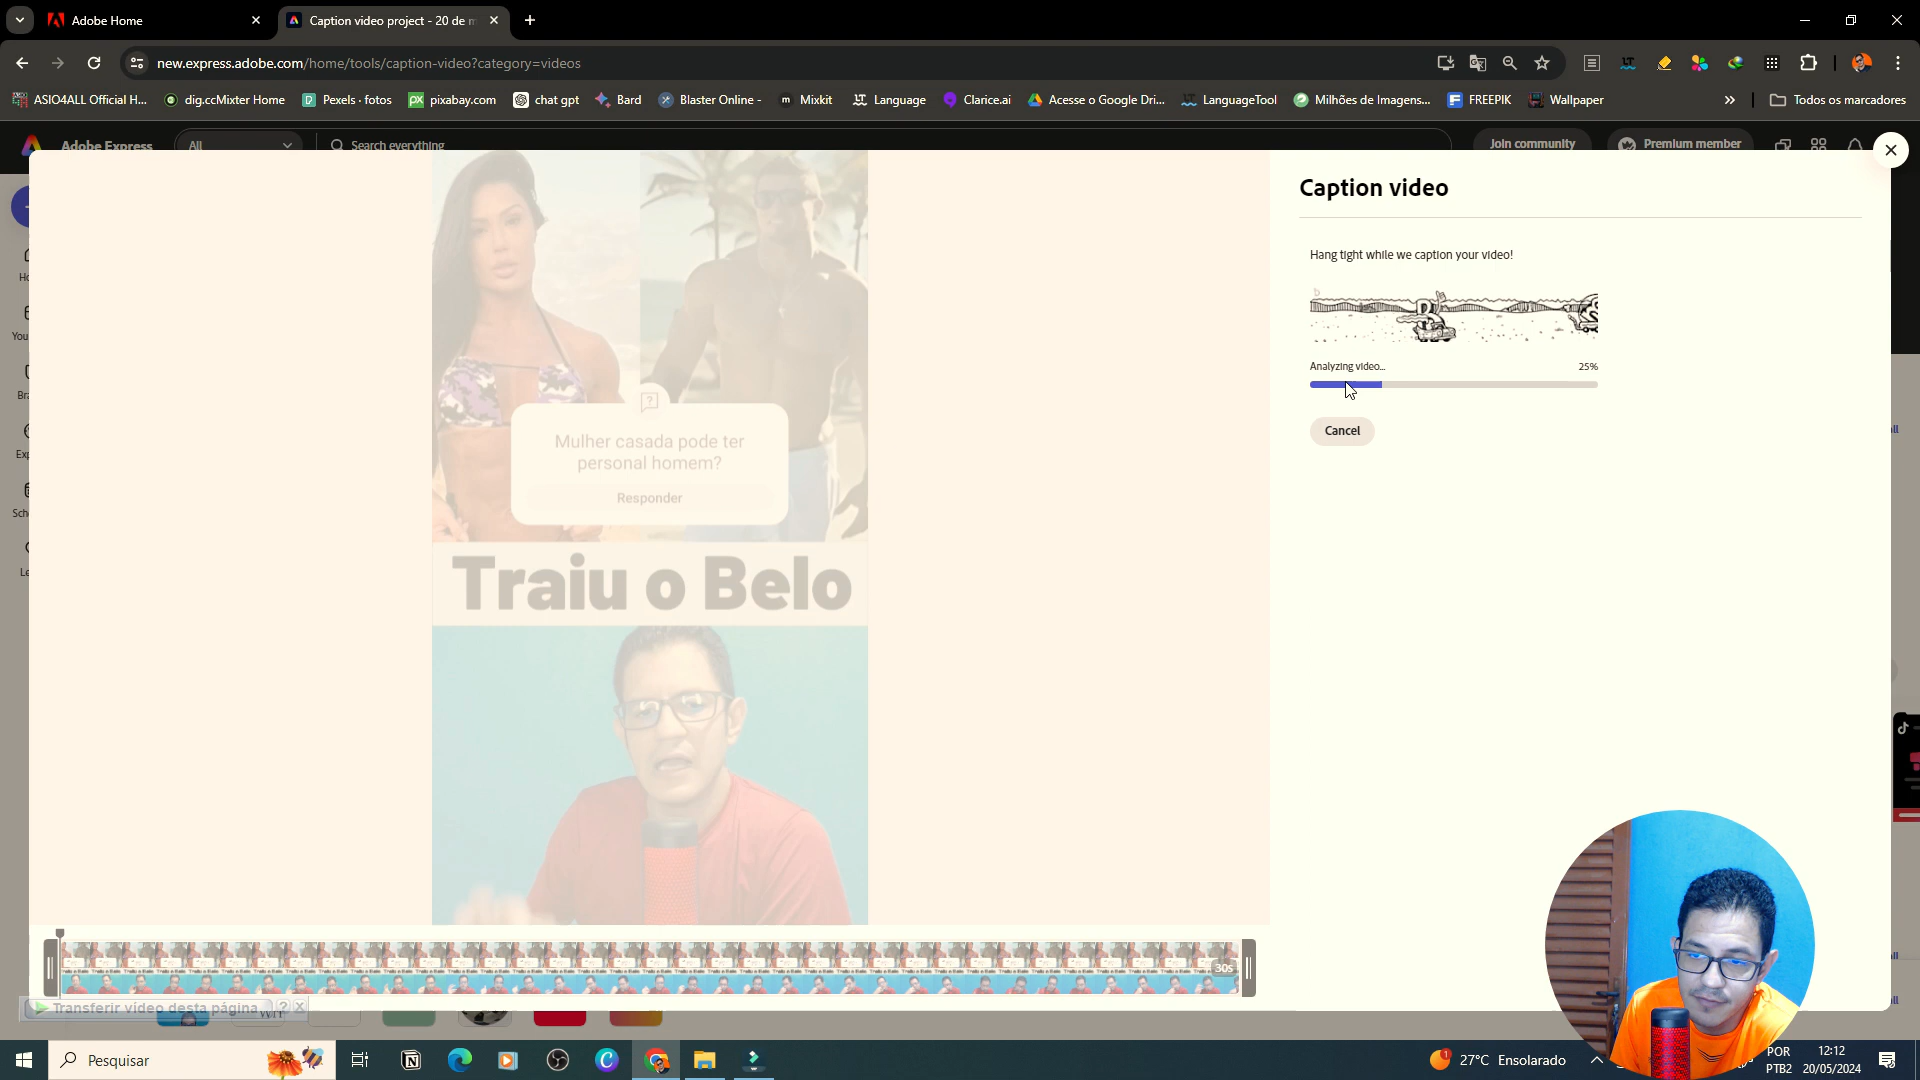 Adobe Home
Caption video project - 20 de m
new.express.adobe.com/home/tools/caption-video?category=videos
ASIO4ALL Official H...
dig.ccMixter Home
Pexels · fotos
pixabay.com
chat gpt
Bard
Blaster Online -
Mixkit
Language
Clarice.ai
Acesse o Google Dri...
LanguageTool
Milhões de Imagens...
FREEPIK
Wallpaper
Todos os marcadores
Adobe Express
All
Search everything
Join community
Premium member
Caption video
Hang tight while we caption your video!
Analyzing video...
25%
Cancel
Mulher casada pode ter
personal homem?
Responder
Traiu o Belo
30s
Transferir vídeo desta página
Pesquisar
27°C Ensolarado
POR
PTB2
12:12
20/05/2024